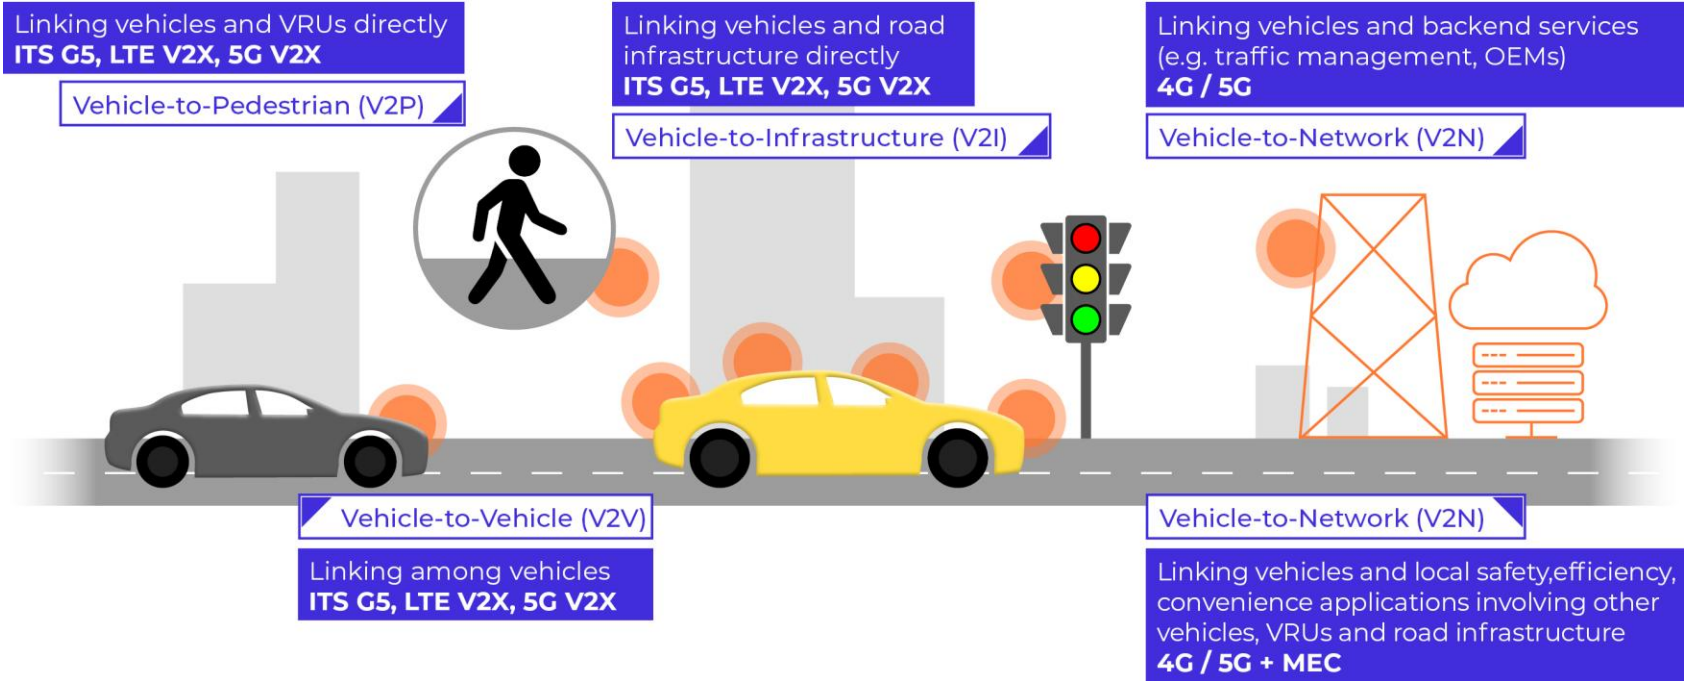 Linking vehicles and VRUs directly
ITS G5, LTE V2X, 5G V2X
Vehicle-to-Pedestrian (V2P)
Linking vehicles and road
infrastructure directly
ITS G5, LTE V2X, 5G V2X
Vehicle-to-Infrastructure (V2I)
Linking vehicles and backend services
(e.g. traffic management, OEMs)
4G / 5G
Vehicle-to-Network (V2N)
Vehicle-to-Vehicle (V2V)
Linking among vehicles
ITS G5, LTE V2X, 5G V2X
Vehicle-to-Network (V2N)
Linking vehicles and local safety,efficiency,
convenience applications involving other
vehicles, VRUs and road infrastructure
4G / 5G + MEC